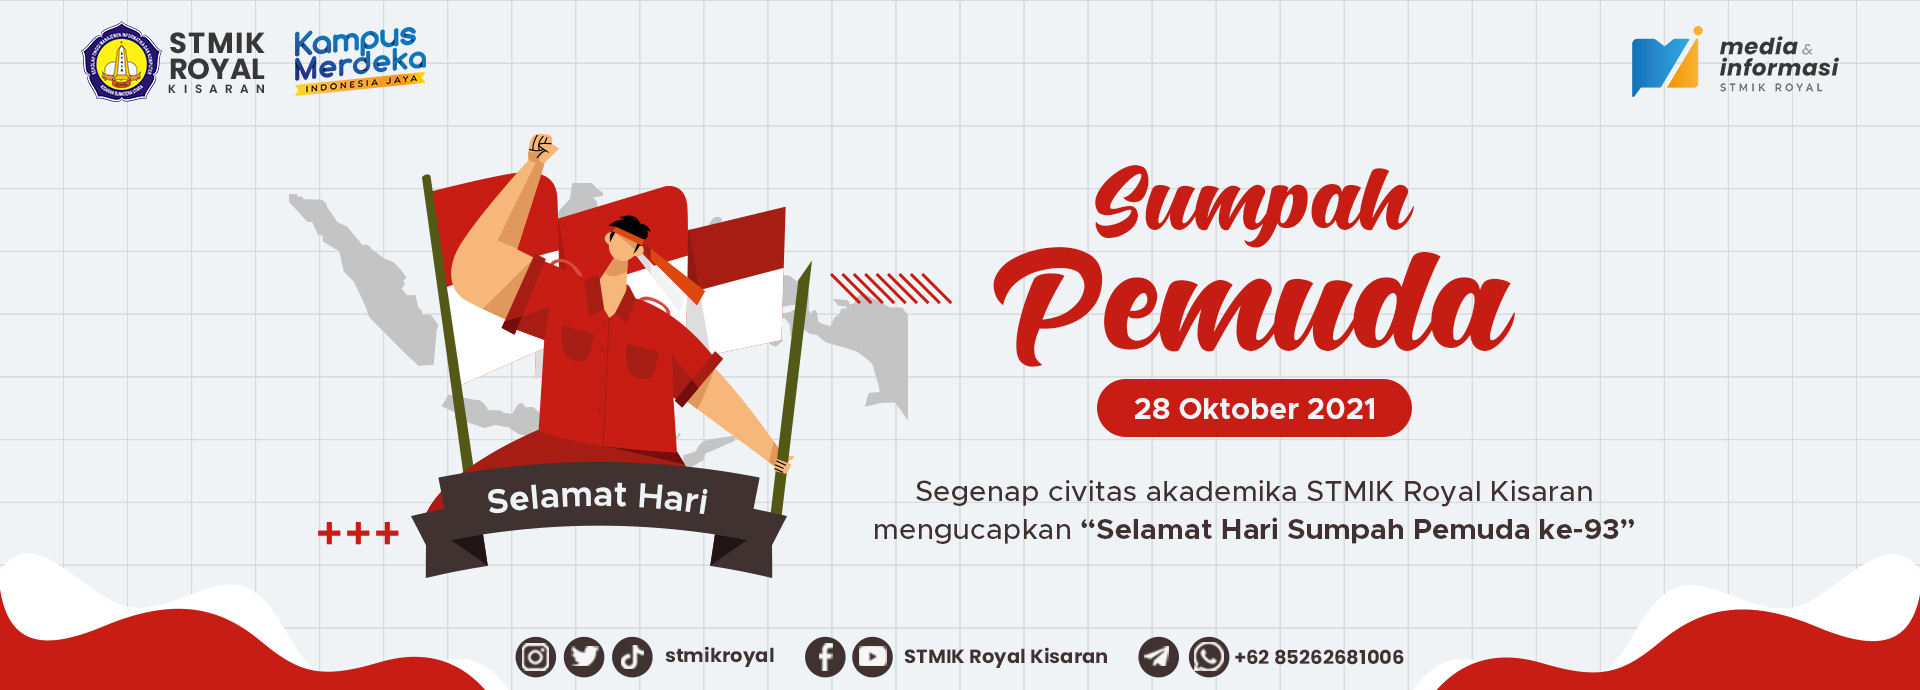 STMIK
ROYAL
KISARAN
Kampus
Merdeka
INDONESIA JAYA
media &
informasi
STMIK ROYAL
Sumpah
Pemuda
28 Oktober 2021
Selamat Hari
Segenap civitas akademika STMIK Royal Kisaran
mengucapkan “Selamat Hari Sumpah Pemuda ke-93”
stmikroyal
STMIK Royal Kisaran
+62 85262681006